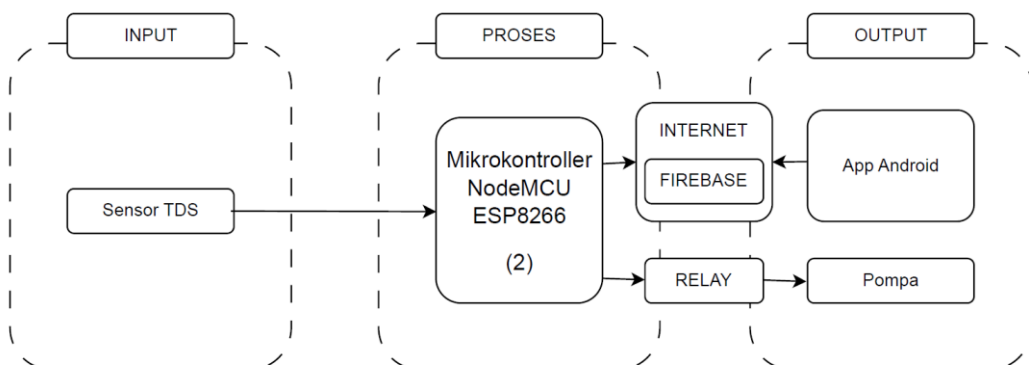 INPUT
PROSES
OUTPUT
Sensor TDS
Mikrokontroller
NodeMCU
ESP8266
(2)
INTERNET
FIREBASE
App Android
RELAY
Pompa